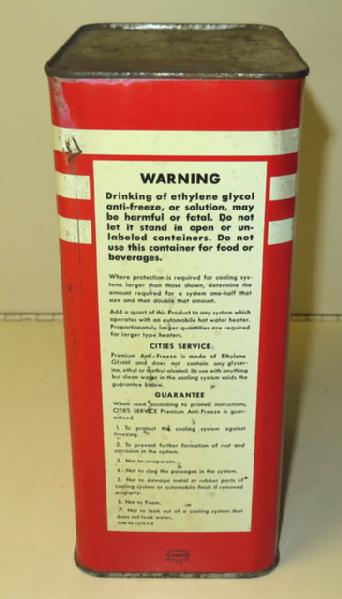 WARNING
Drinking of ethylene glycol
anti-freeze, or solution, may
be harmful or fatal. Do not
let it stand in open or un-
labeled containers. Do not
use this container for food or
beverages.
Where protection is required for cooling sys-
tems larger than those shown, determine the
amount required for a system one-half that
size and then double that amount.
Add a quart of this Product to any system which
operates with an automobile hot water heater.
Proportionately larger quantities are required
for larger type heaters.
CITIES SERVICE
Premium Anti-Freeze is made of Ethylene
Glycol and does not contain any glycer-
ine, ethyl or methyl alcohol. Its use with anything
but clean water in the cooling system voids the
guarantee below.
GUARANTEE
When used according to printed instructions,
CITIES SERVICE Premium Anti-Freeze is guar-
anteed
1. To protect the cooling system against
freezing.
2. To prevent further formation of rust and
corrosion in the system.
3. Not to evaporate.
4. Not to clog the passages in the system.
5. Not to damage metal or rubber parts of
cooling system or automobile finish if removed
properly.
6. Not to Foam.
7. Not to leak out of a cooling system that
does not leak water.